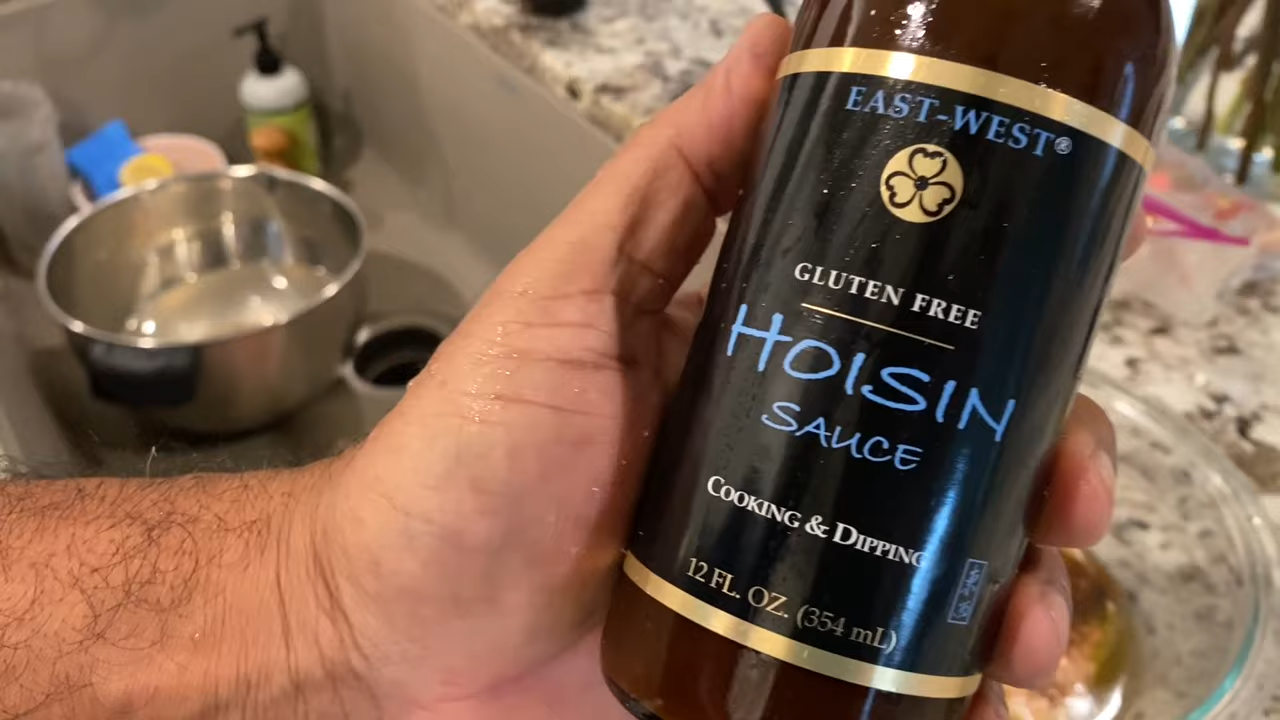 EAST-WEST®
GLUTEN FREE
HOISIN
SAUCE
COOKING & DIPPING
12 FL. OZ. (354 mL)